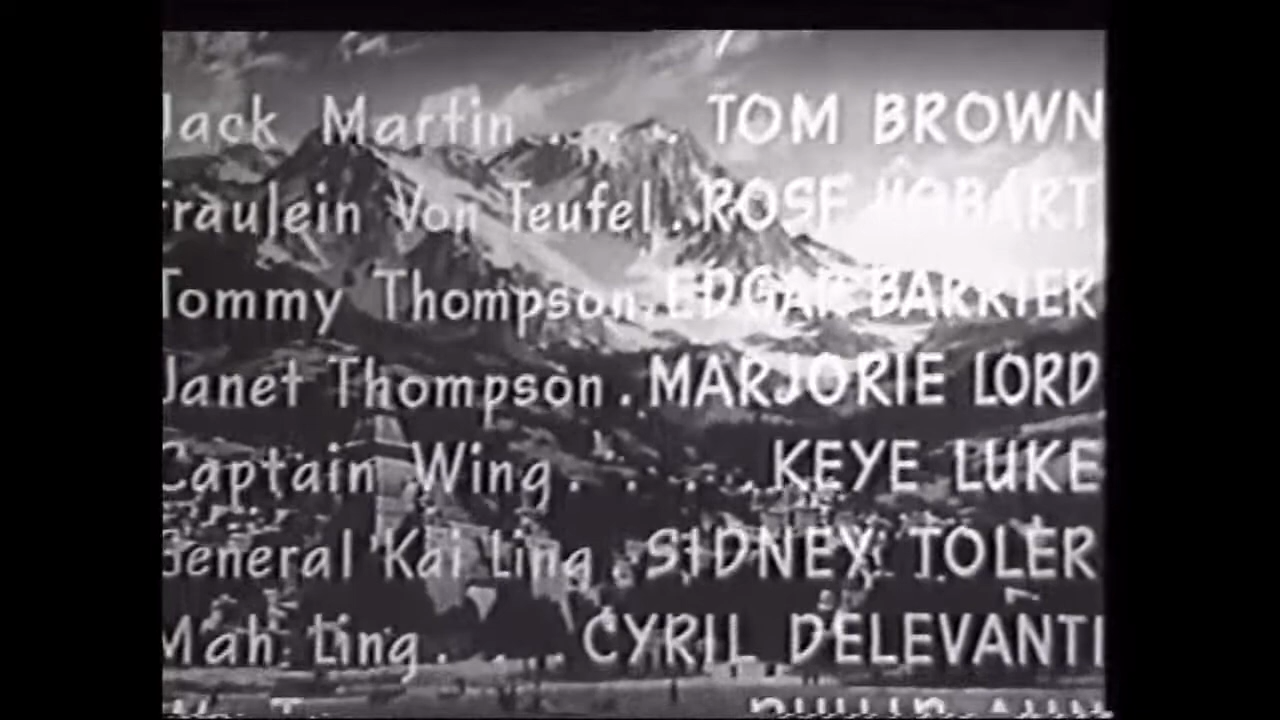 Jack Martin . . . . TOM BROWN
Fraulein Von Teufel . ROSE HOBART
Tommy Thompson . EDGAR BARRIER
Janet Thompson . MARJORIE LORD
Captain Wing . . . . KEYE LUKE
General Kai Ling . SIDNEY TOLER
Mah Ling . . . CYRIL DELEVANTI